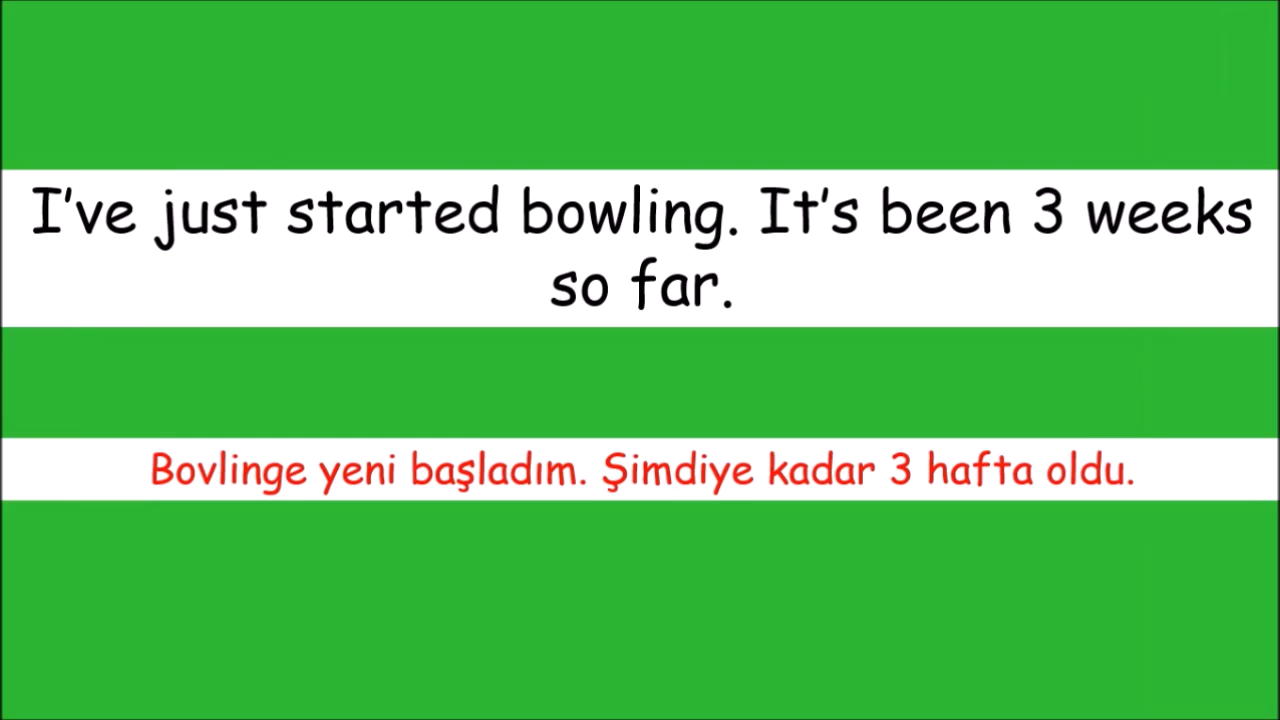 I've just started bowling. It's been 3 weeks
so far.
Bovlinge yeni başladım. Şimdiye kadar 3 hafta oldu.